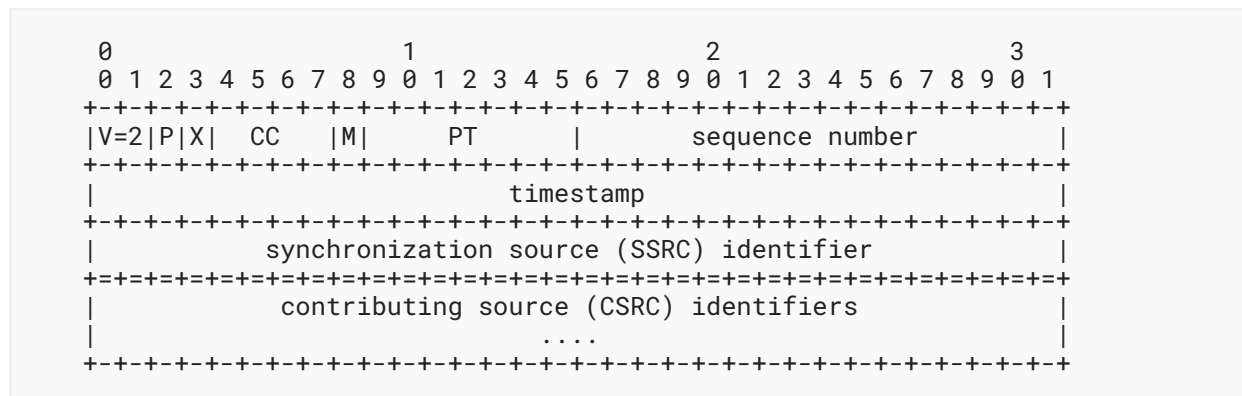 0                   1                   2                   3
 0 1 2 3 4 5 6 7 8 9 0 1 2 3 4 5 6 7 8 9 0 1 2 3 4 5 6 7 8 9 0 1
+-+-+-+-+-+-+-+-+-+-+-+-+-+-+-+-+-+-+-+-+-+-+-+-+-+-+-+-+-+-+-+-+
|V=2|P|X|  CC   |M|     PT      |       sequence number         |
+-+-+-+-+-+-+-+-+-+-+-+-+-+-+-+-+-+-+-+-+-+-+-+-+-+-+-+-+-+-+-+-+
|                           timestamp                           |
+-+-+-+-+-+-+-+-+-+-+-+-+-+-+-+-+-+-+-+-+-+-+-+-+-+-+-+-+-+-+-+-+
|           synchronization source (SSRC) identifier            |
+=+=+=+=+=+=+=+=+=+=+=+=+=+=+=+=+=+=+=+=+=+=+=+=+=+=+=+=+=+=+=+=+
|            contributing source (CSRC) identifiers             |
|                             ....                              |
+-+-+-+-+-+-+-+-+-+-+-+-+-+-+-+-+-+-+-+-+-+-+-+-+-+-+-+-+-+-+-+-+